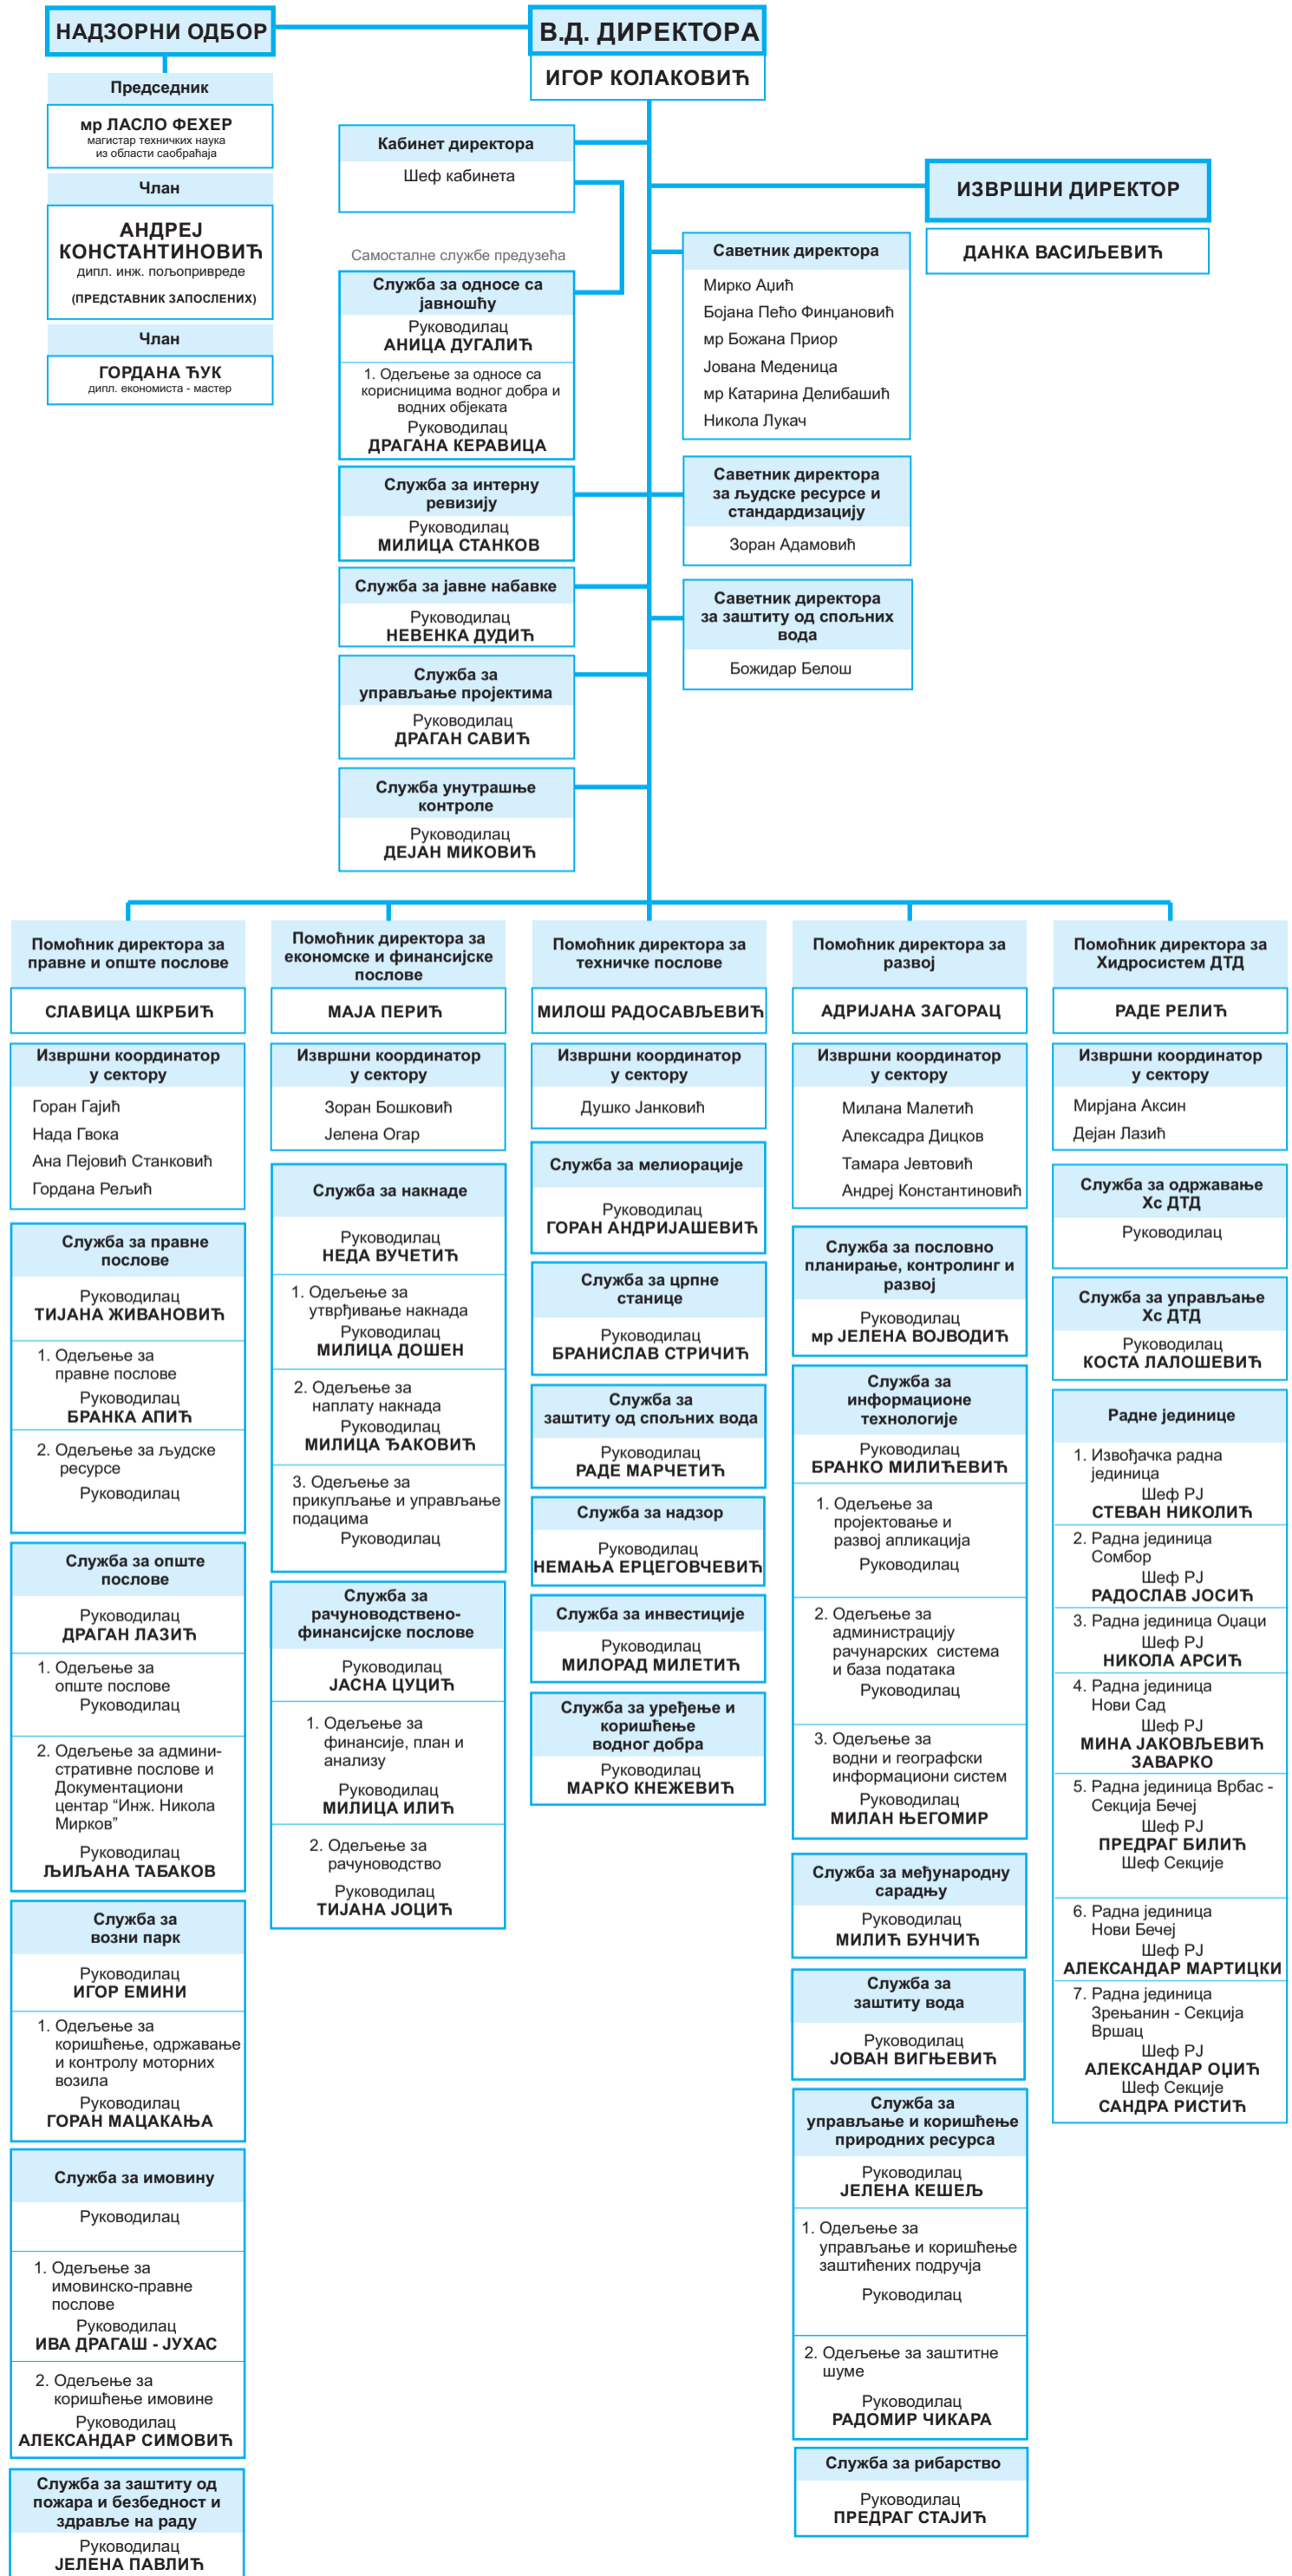 НАДЗОРНИ ОДБОР
Председник
мр ЛАСЛО ФЕХЕР
магистар техничких наука
из области саобраћаја
Члан
АНДРЕЈ
КОНСТАНТИНОВИЋ
дипл. инж. пољопривреде
(ПРЕДСТАВНИК ЗАПОСЛЕНИХ)
Члан
ГОРДАНА ЋУК
дипл. економиста - мастер
В.Д. ДИРЕКТОРА
ИГОР КОЛАКОВИЋ
Кабинет директора
Шеф кабинета
ИЗВРШНИ ДИРЕКТОР
ДАНКА ВАСИЉЕВИЋ
Самосталне службе предузећа
Служба за односе са
јавношћу
Руководилац
АНИЦА ДУГАЛИЋ
1. Одељење за односе са
корисницима водног добра и
водних објеката
Руководилац
ДРАГАНА КЕРАВИЦА
Служба за интерну
ревизију
Руководилац
МИЛИЦА СТАНКОВ
Служба за јавне набавке
Руководилац
НЕВЕНКА ДУДИЋ
Служба за
управљање пројектима
Руководилац
ДРАГАН САВИЋ
Служба унутрашње
контроле
Руководилац
ДЕЈАН МИКОВИЋ
Саветник директора
Мирко Аџић
Бојана Пећо Финџановић
мр Божана Приор
Јована Меденица
мр Катарина Делибашић
Никола Лукач
Саветник директора
за људске ресурсе и
стандардизацију
Зоран Адамовић
Саветник директора
за заштиту од спољних
вода
Божидар Белош
Помоћник директора за
правне и опште послове
СЛАВИЦА ШКРБИЋ
Извршни координатор
у сектору
Горан Гајић
Нада Гвока
Ана Пејовић Станковић
Гордана Рељић
Служба за правне
послове
Руководилац
ТИЈАНА ЖИВАНОВИЋ
1. Одељење за
правне послове
Руководилац
БРАНКА АПИЋ
2. Одељење за људске
ресурсе
Руководилац
Служба за опште
послове
Руководилац
ДРАГАН ЛАЗИЋ
1. Одељење за
опште послове
Руководилац
2. Одељење за админи-
стративне послове и
Документациони
центар “Инж. Никола
Мирков”
Руководилац
ЉИЉАНА ТАБАКОВ
Служба за
возни парк
Руководилац
ИГОР ЕМИНИ
1. Одељење за
коришћење, одржавање
и контролу моторних
возила
Руководилац
ГОРАН МАЦАКАЊА
Служба за имовину
Руководилац
1. Одељење за
имовинско-правне
послове
Руководилац
ИВА ДРАГАШ - ЈУХАС
2. Одељење за
коришћење имовине
Руководилац
АЛЕКСАНДАР СИМОВИЋ
Служба за заштиту од
пожара и безбедност и
здравље на раду
Руководилац
ЈЕЛЕНА ПАВЛИЋ
Помоћник директора за
економске и финансијске
послове
МАЈА ПЕРИЋ
Извршни координатор
у сектору
Зоран Бошковић
Јелена Огар
Служба за накнаде
Руководилац
НЕДА ВУЧЕТИЋ
1. Одељење за
утврђивање накнада
Руководилац
МИЛИЦА ДОШЕН
2. Одељење за
наплату накнада
Руководилац
МИЛИЦА ЂАКОВИЋ
3. Одељење за
прикупљање и управљање
подацима
Руководилац
Служба за
рачуноводствено-
финансијске послове
Руководилац
ЈАСНА ЦУЦИЋ
1. Одељење за
финансије, план и
анализу
Руководилац
МИЛИЦА ИЛИЋ
2. Одељење за
рачуноводство
Руководилац
ТИЈАНА ЈОЦИЋ
Помоћник директора за
техничке послове
МИЛОШ РАДОСАВЉЕВИЋ
Извршни координатор
у сектору
Душко Јанковић
Служба за мелиорације
Руководилац
ГОРАН АНДРИЈАШЕВИЋ
Служба за црпне
станице
Руководилац
БРАНИСЛАВ СТРИЧИЋ
Служба за
заштиту од спољних вода
Руководилац
РАДЕ МАРЧЕТИЋ
Служба за надзор
Руководилац
НЕМАЊА ЕРЦЕГОВЧЕВИЋ
Служба за инвестиције
Руководилац
МИЛОРАД МИЛЕТИЋ
Служба за уређење и
коришћење
водног добра
Руководилац
МАРКО КНЕЖЕВИЋ
Помоћник директора за
развој
АДРИЈАНА ЗАГОРАЦ
Извршни координатор
у сектору
Милана Малетић
Алексадра Дицков
Тамара Јевтовић
Андреј Константиновић
Служба за пословно
планирање, контролинг и
развој
Руководилац
мр ЈЕЛЕНА ВОЈВОДИЋ
Служба за
информационе
технологије
Руководилац
БРАНКО МИЛИЋЕВИЋ
1. Одељење за
пројектовање и
развој апликација
Руководилац
2. Одељење за
администрацију
рачунарских система
и база података
Руководилац
3. Одељење за
водни и географски
информациони систем
Руководилац
МИЛАН ЊЕГОМИР
Служба за међународну
сарадњу
Руководилац
МИЛИЋ БУНЧИЋ
Служба за
заштиту вода
Руководилац
ЈОВАН ВИГЊЕВИЋ
Служба за
управљање и коришћење
природних ресурса
Руководилац
ЈЕЛЕНА КЕШЕЉ
1. Одељење за
управљање и коришћење
заштићених подручја
Руководилац
2. Одељење за заштитне
шуме
Руководилац
РАДОМИР ЧИКАРА
Служба за рибарство
Руководилац
ПРЕДРАГ СТАЈИЋ
Помоћник директора за
Хидросистем ДТД
РАДЕ РЕЛИЋ
Извршни координатор
у сектору
Мирјана Аксин
Дејан Лазић
Служба за одржавање
Хс ДТД
Руководилац
Служба за управљање
Хс ДТД
Руководилац
КОСТА ЛАЛОШЕВИЋ
Радне јединице
1. Извођачка радна
јединица
Шеф РЈ
СТЕВАН НИКОЛИЋ
2. Радна јединица
Сомбор
Шеф РЈ
РАДОСЛАВ ЈОСИЋ
3. Радна јединица Оџаци
Шеф РЈ
НИКОЛА АРСИЋ
4. Радна јединица
Нови Сад
Шеф РЈ
МИНА ЈАКОВЉЕВИЋ
ЗАВАРКО
5. Радна јединица Врбас -
Секција Бечеј
Шеф РЈ
ПРЕДРАГ БИЛИЋ
Шеф Секције
6. Радна јединица
Нови Бечеј
Шеф РЈ
АЛЕКСАНДАР МАРТИЦКИ
7. Радна јединица
Зрењанин - Секција
Вршац
Шеф РЈ
АЛЕКСАНДАР ОЏИЋ
Шеф Секције
САНДРА РИСТИЋ